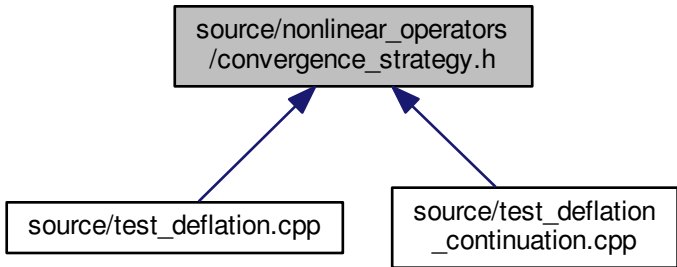 source/nonlinear_operators
/convergence_strategy.h
source/test_deflation.cpp
source/test_deflation
_continuation.cpp